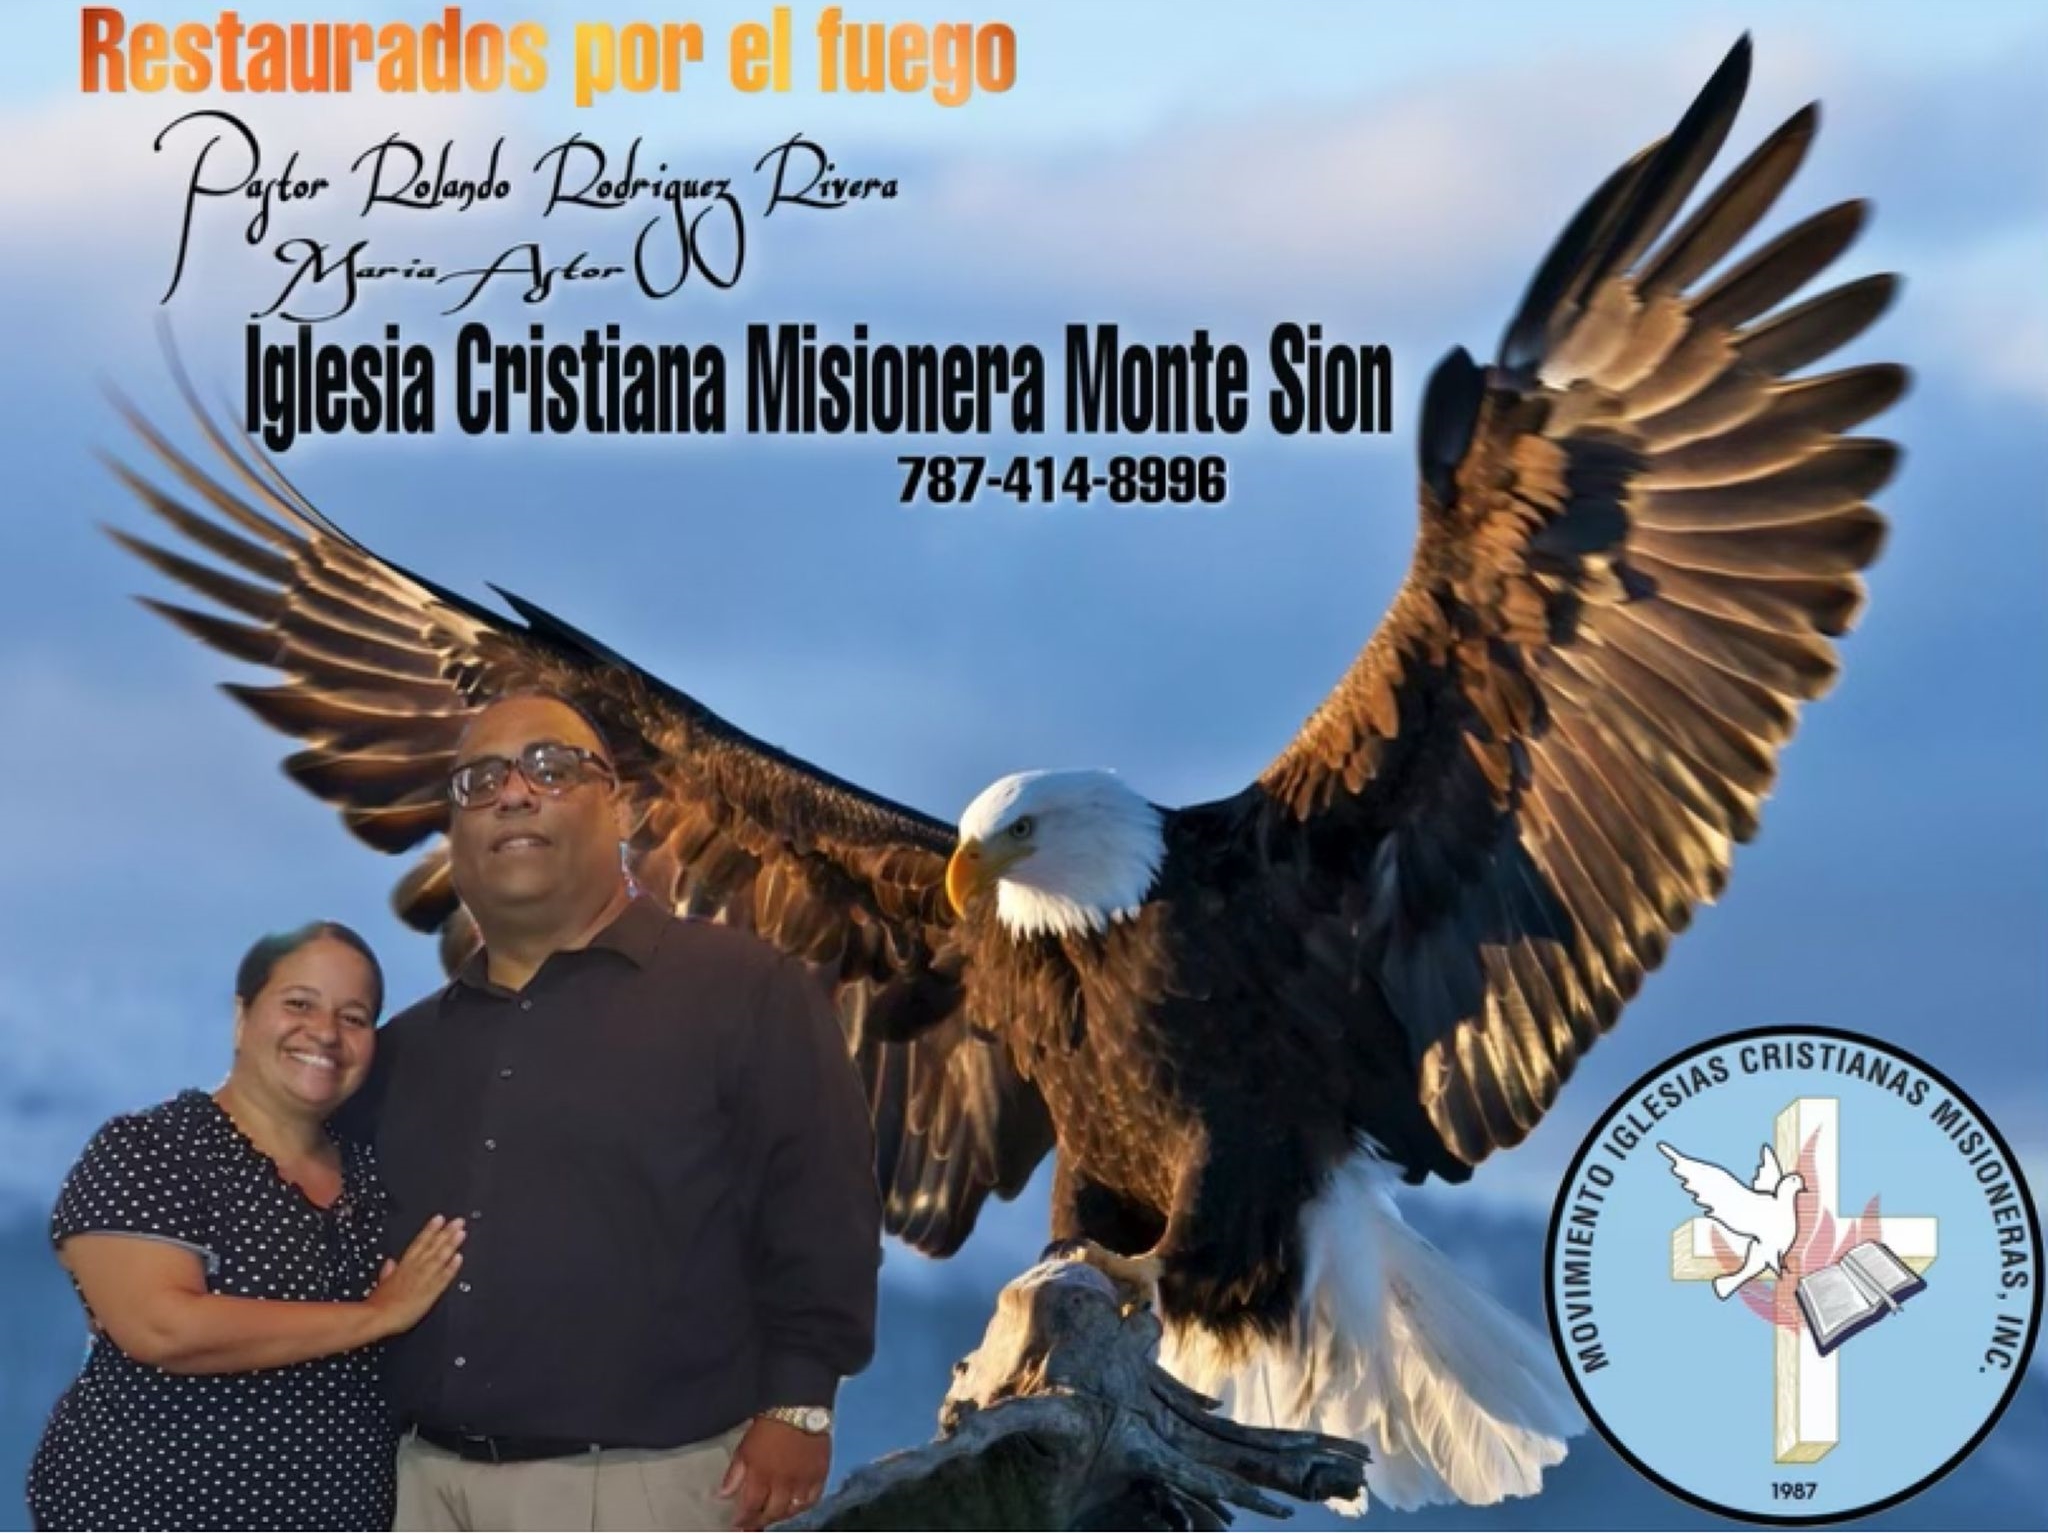 Restaurados por el fuego
Pastor Rolando Rodriguez Rivera
Maria Astor
Iglesia Cristiana Misionera Monte Sion
787-414-8996
MOVIMIENTO IGLESIAS CRISTIANAS MISIONERAS, INC.
1987